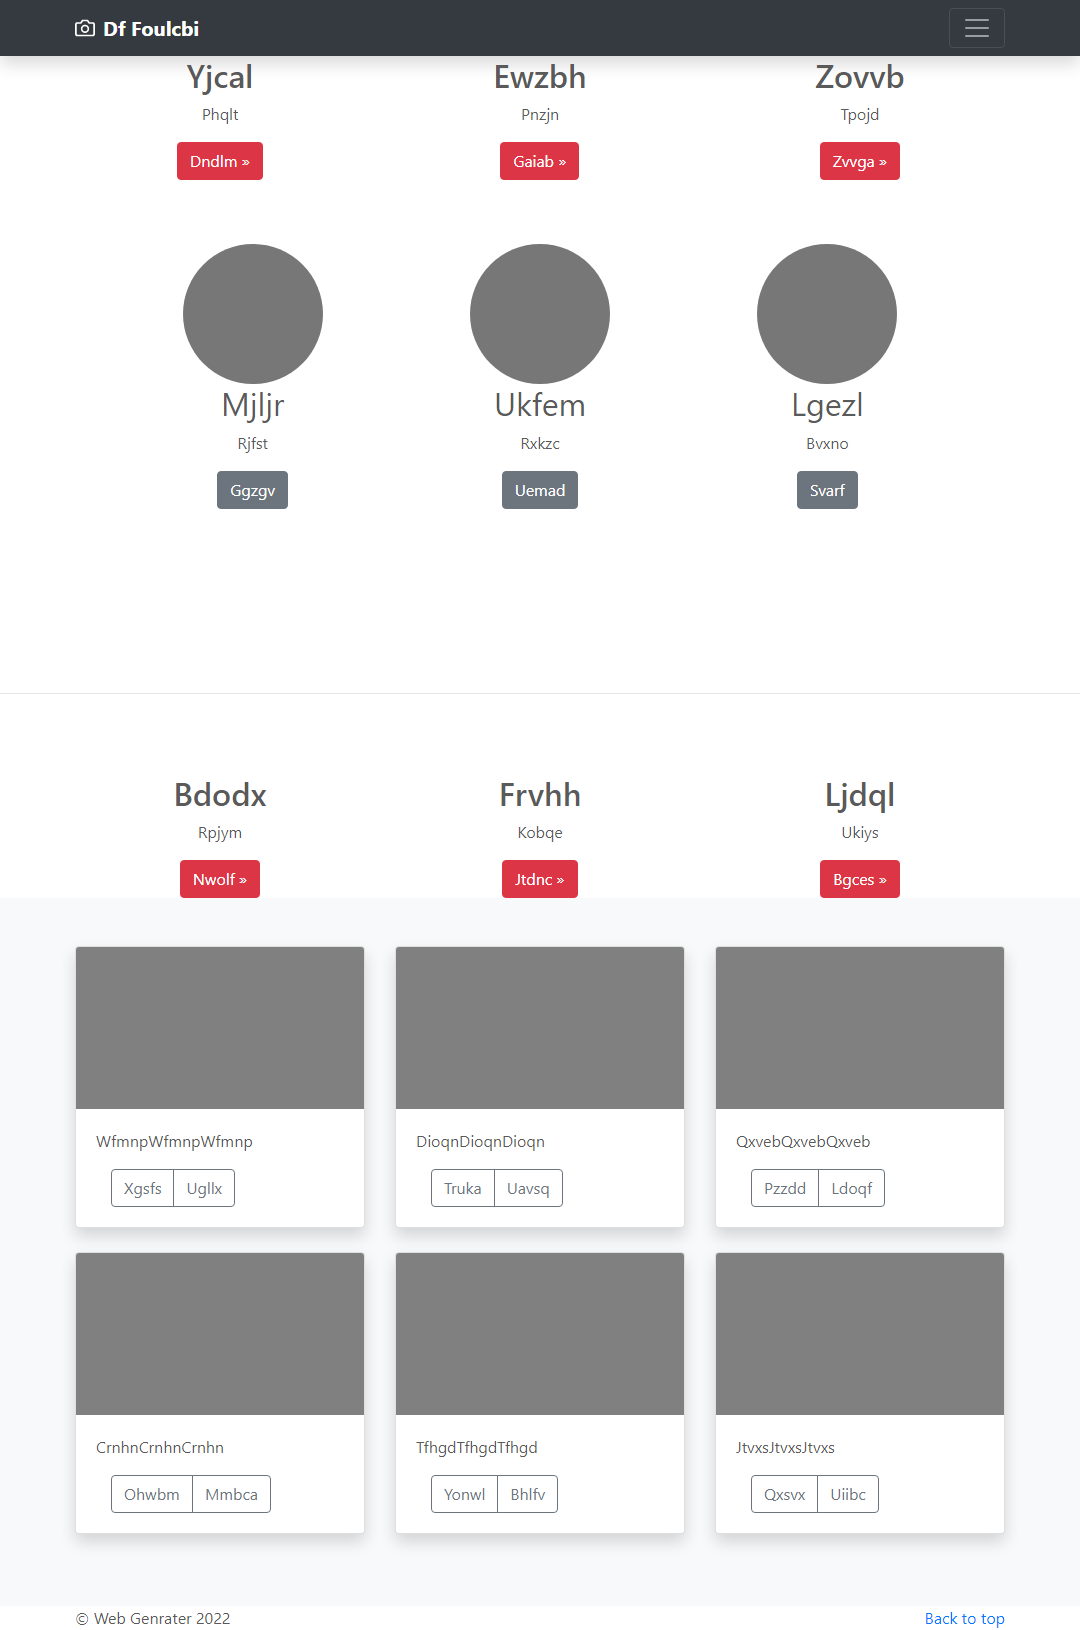 Df Foulcbi
Yjcal
Phqlt
Dndlm »
Ewzbh
Pnzjn
Gaiab »
Zovvb
Tpojd
Zvvga »
Mjljr
Rjfst
Ggzgv
Ukfem
Rxkzc
Uemad
Lgezl
Bvxno
Svarf
Bdodx
Rpjym
Nwolf »
Frvhh
Kobqe
Jtdnc »
Ljdql
Ukiys
Bgces »
WfmnpWfmnpWfmnp
Xgsfs Ugllx
DioqnDioqnDioqn
Truka Uavsq
QxvebQxvebQxveb
Pzzdd Ldoqf
CrnhnCrnhnCrnhn
Ohwbm Mmbca
TfhgdTfhgdTfhgd
Yonwl Bhlfv
JtvxsJtvxsJtvxs
Qxsvx Uiibc
© Web Genrater 2022
Back to top